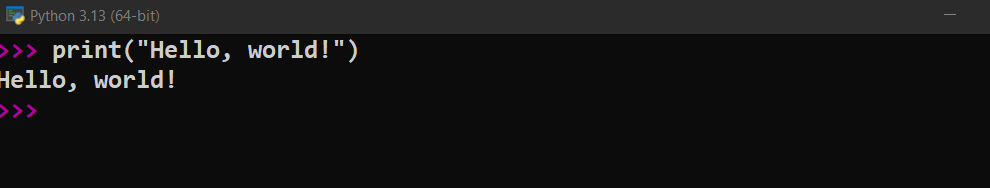 Python 3.13 (64-bit)
>>> print("Hello, world!")
Hello, world!
>>>